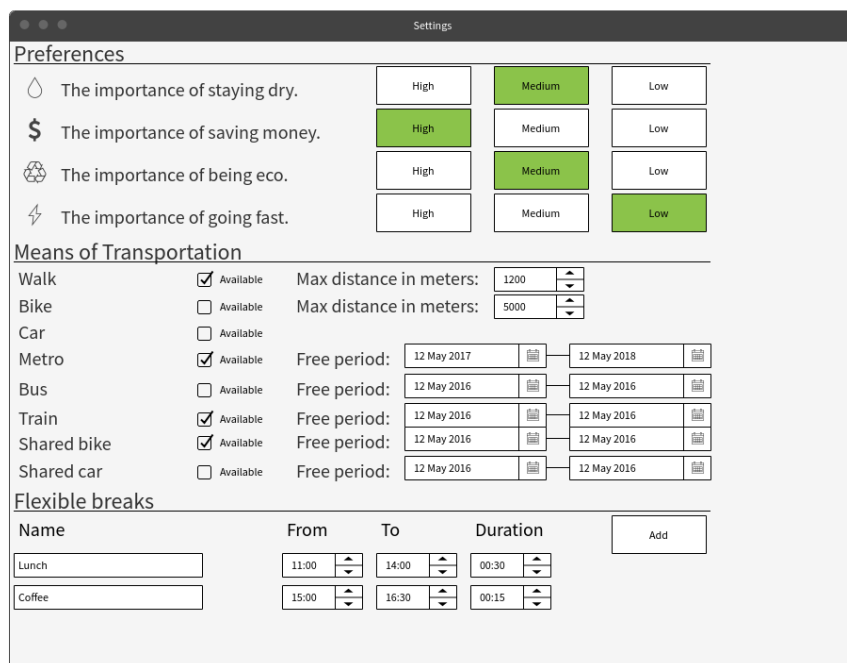 Settings
Preferences
The importance of staying dry. High Medium Low
$ The importance of saving money. High Medium Low
The importance of being eco. High Medium Low
The importance of going fast. High Medium Low
Means of Transportation
Walk Available Max distance in meters: 1200
Bike Available Max distance in meters: 5000
Car Available
Metro Available Free period: 12 May 2017 12 May 2018
Bus Available Free period: 12 May 2016 12 May 2016
Train Available Free period: 12 May 2016 12 May 2016
Shared bike Available Free period: 12 May 2016 12 May 2016
Shared car Available Free period: 12 May 2016 12 May 2016
Flexible breaks
Name From To Duration Add
Lunch 11:00 14:00 00:30
Coffee 15:00 16:30 00:15